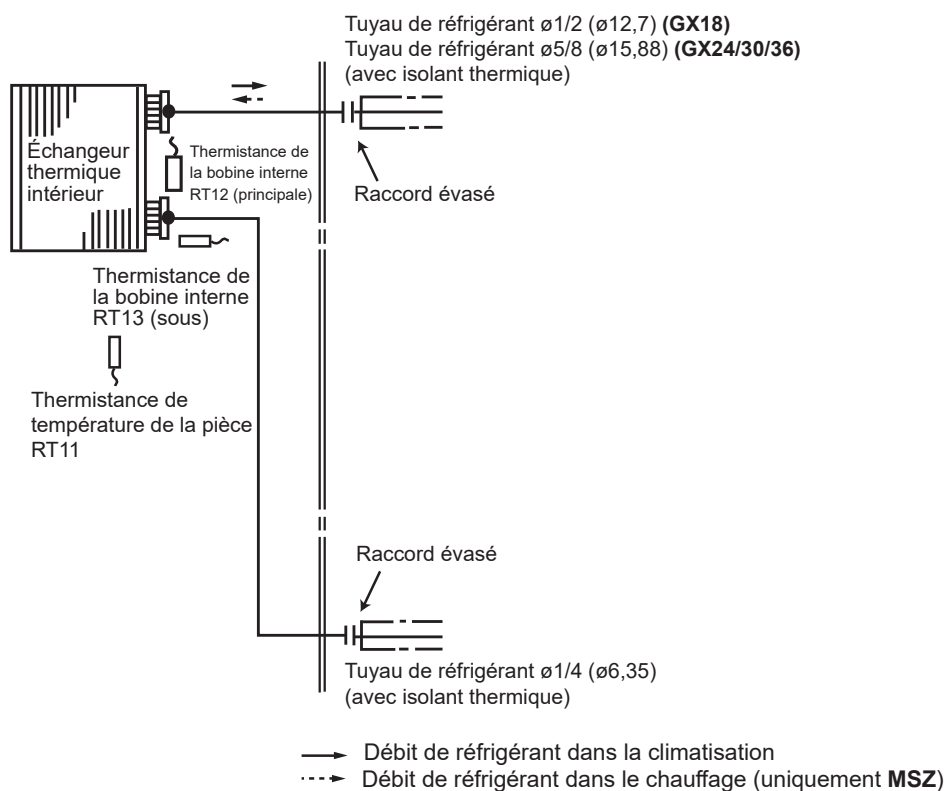 Tuyau de réfrigérant ø1/2 (ø12,7) (GX18)
Tuyau de réfrigérant ø5/8 (ø15,88) (GX24/30/36)
(avec isolant thermique)
Échangeur
thermique
intérieur
Thermistance de
la bobine interne
RT12 (principale)
Raccord évasé
Thermistance de
la bobine interne
RT13 (sous)
Thermistance de
température de la pièce
RT11
Raccord évasé
Tuyau de réfrigérant ø1/4 (ø6,35)
(avec isolant thermique)
Débit de réfrigérant dans la climatisation
Débit de réfrigérant dans le chauffage (uniquement MSZ)